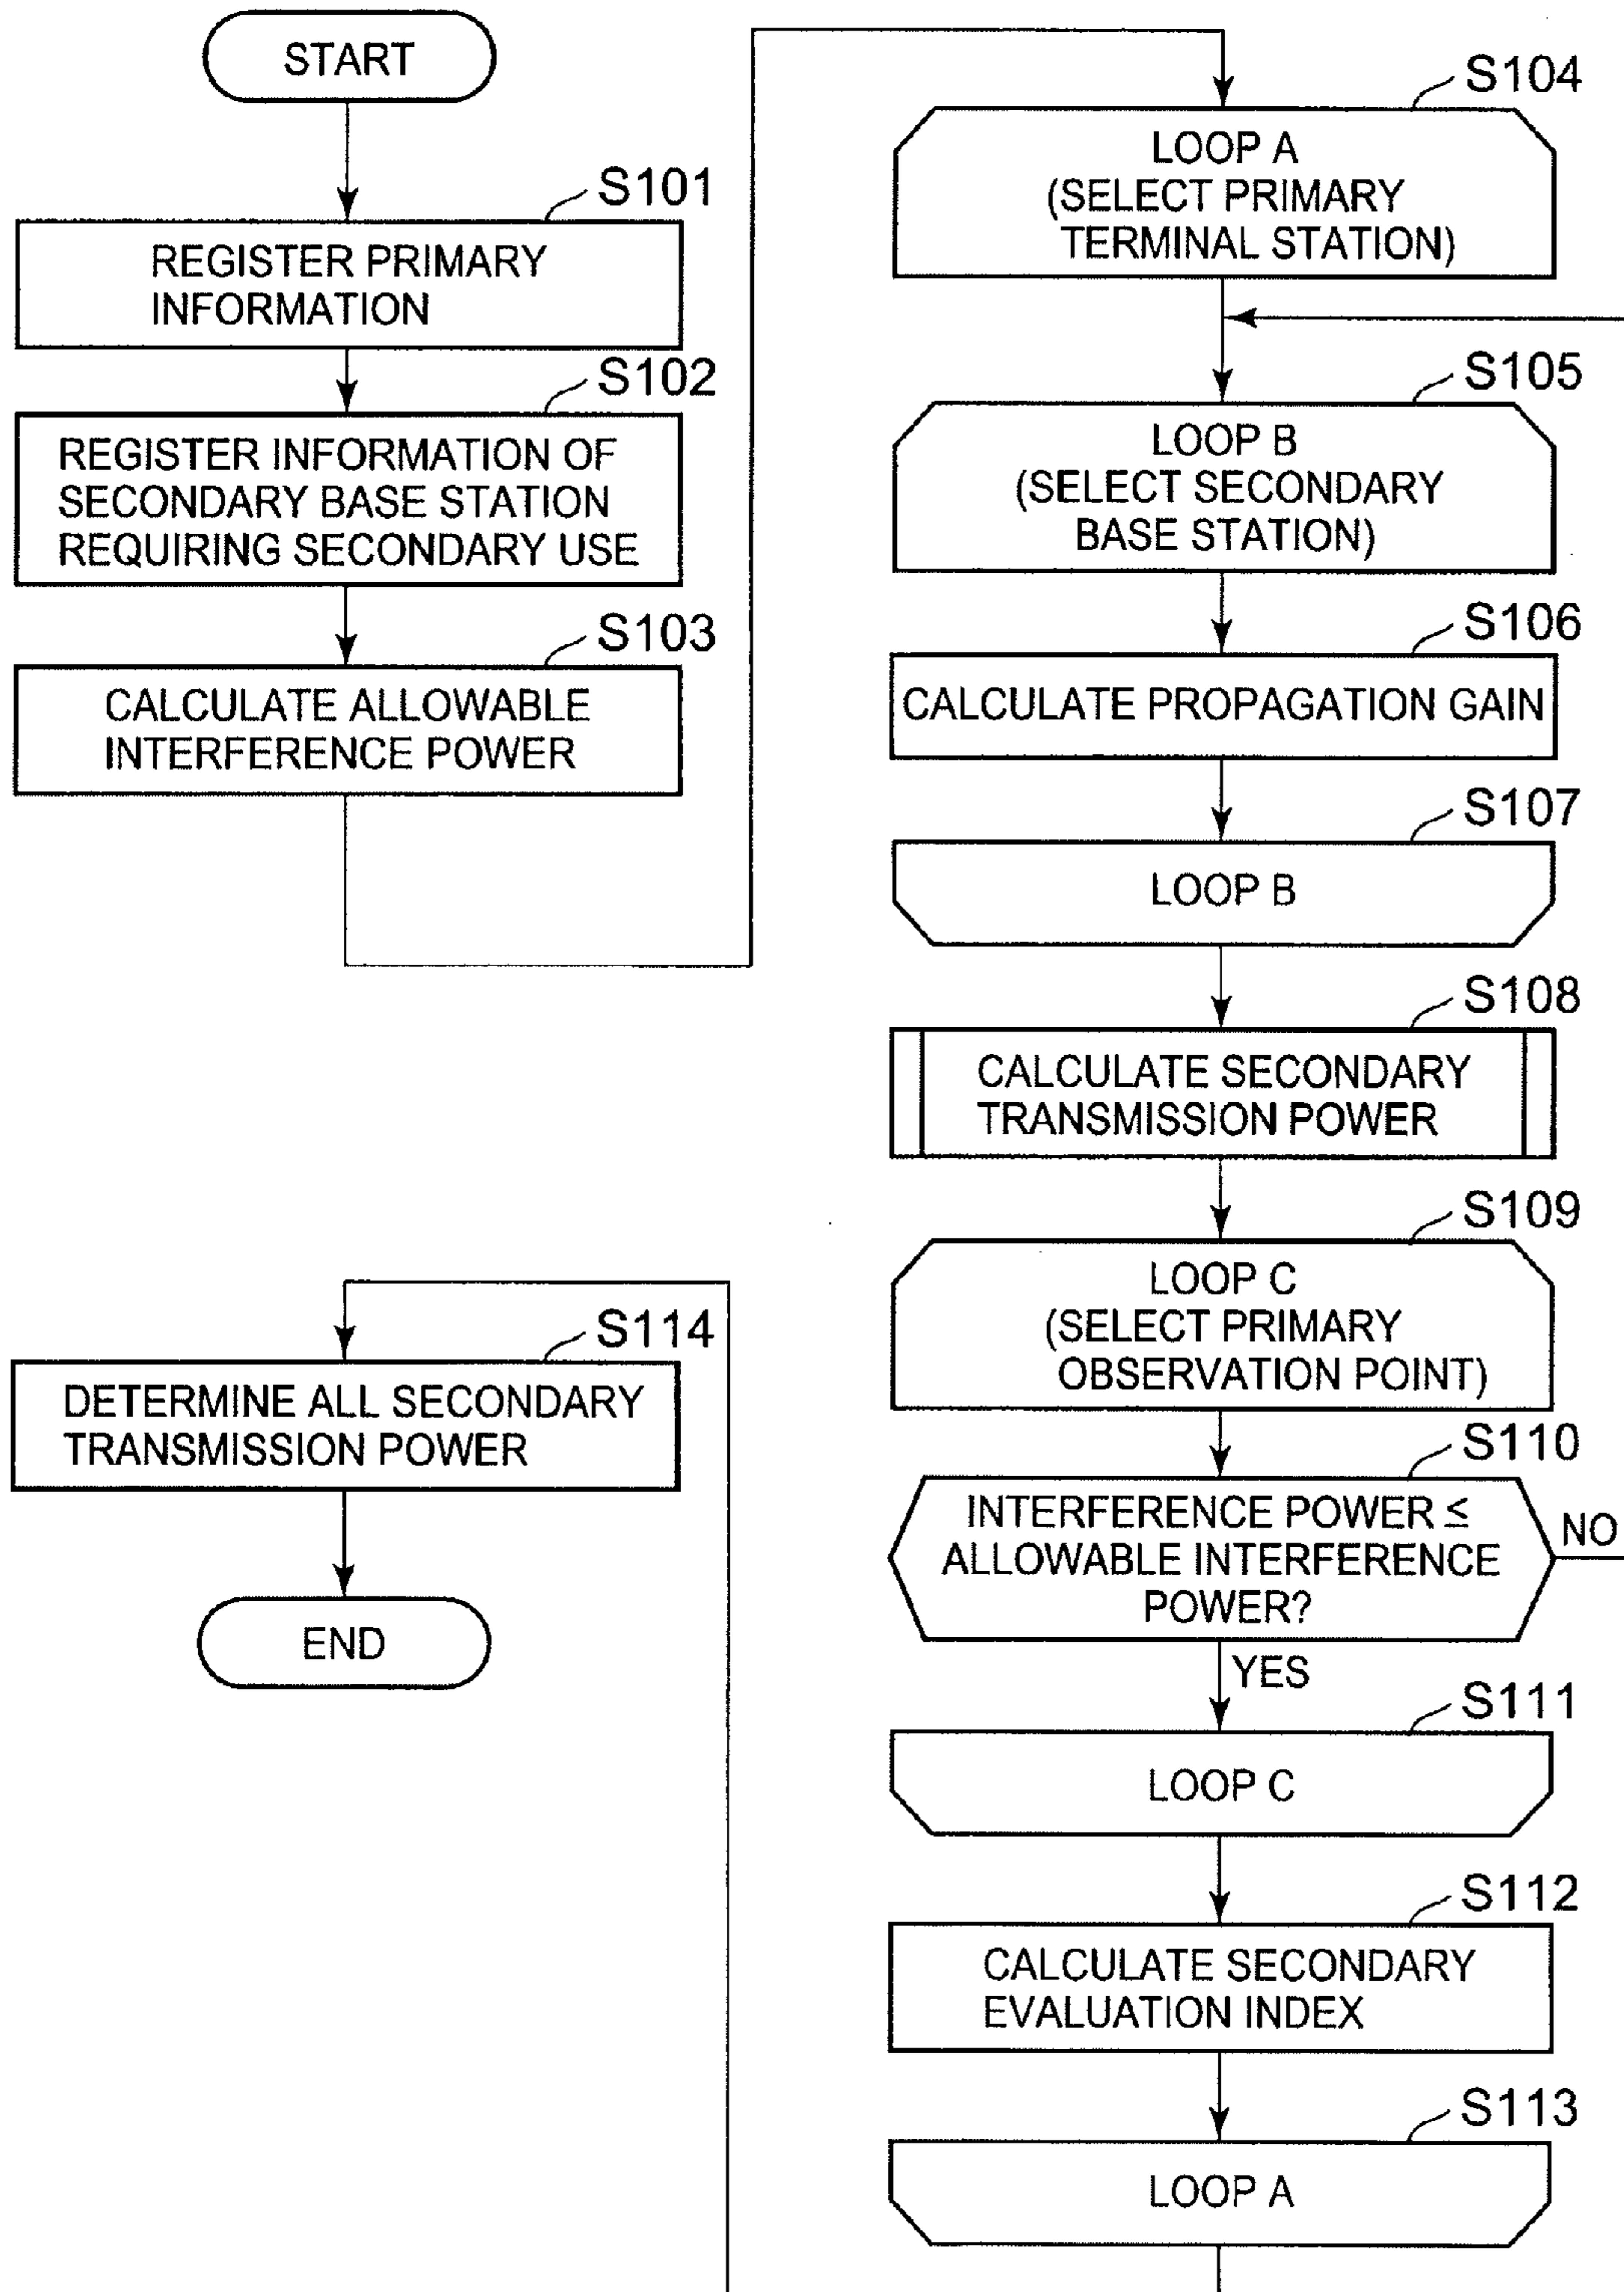 START
S101
REGISTER PRIMARY
INFORMATION
S102
REGISTER INFORMATION OF
SECONDARY BASE STATION
REQUIRING SECONDARY USE
S103
CALCULATE ALLOWABLE
INTERFERENCE POWER
S104
LOOP A
(SELECT PRIMARY
TERMINAL STATION)
S105
LOOP B
(SELECT SECONDARY
BASE STATION)
S106
CALCULATE PROPAGATION GAIN
S107
LOOP B
S108
CALCULATE SECONDARY
TRANSMISSION POWER
S109
LOOP C
(SELECT PRIMARY
OBSERVATION POINT)
S110
INTERFERENCE POWER ≤
ALLOWABLE INTERFERENCE
POWER?
NO
YES
S111
LOOP C
S112
CALCULATE SECONDARY
EVALUATION INDEX
S113
LOOP A
S114
DETERMINE ALL SECONDARY
TRANSMISSION POWER
END